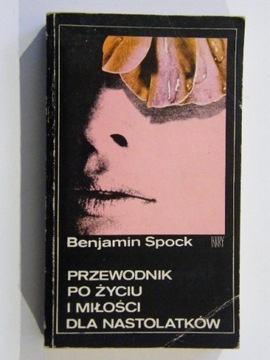 Benjamin Spock
PRZEWODNIK
PO ŻYCIU
I MIŁOŚCI
DLA NASTOLATKÓW